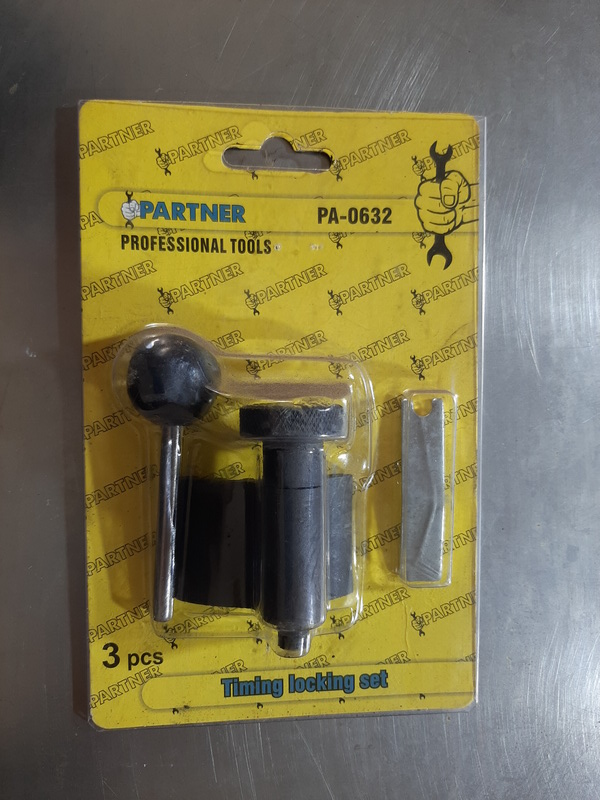 PARTNER
PA-0632
PROFESSIONAL TOOLS
3 pcs
Timing locking set